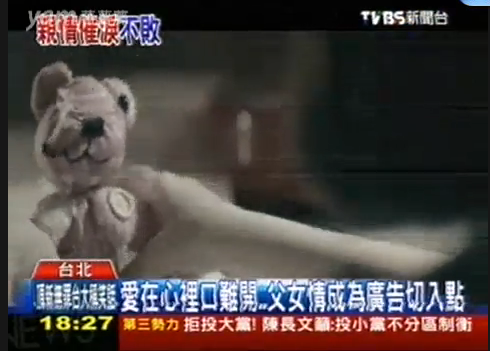 TVBS新聞台
親情催淚不敗
台北
愛在心裡口難開..父女情成為廣告切入點
18:27 第三勢力 拒投大黨! 陳長文籲:投小黨不分區制衡